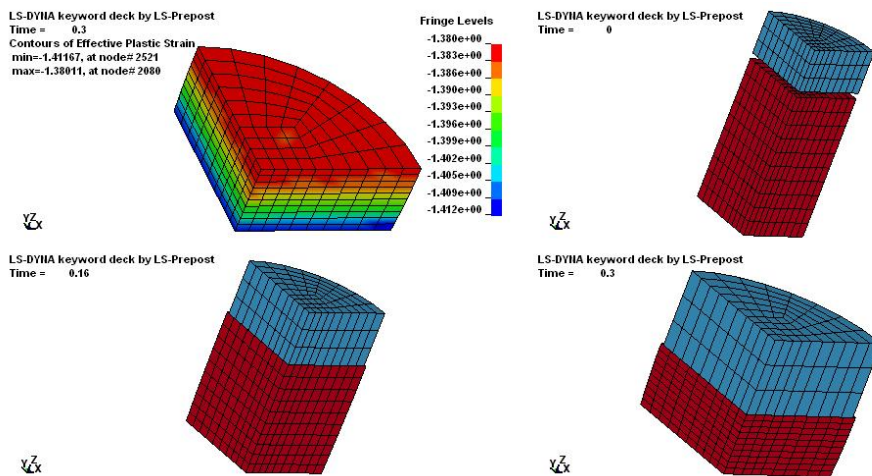 LS-DYNA keyword deck by LS-Prepost
Time = 0.3
Contours of Effective Plastic Strain
min=-1.41167, at node# 2521
max=-1.38011, at node# 2080
Fringe Levels
-1.380e+00
-1.383e+00
-1.386e+00
-1.390e+00
-1.393e+00
-1.396e+00
-1.399e+00
-1.402e+00
-1.405e+00
-1.409e+00
-1.412e+00
LS-DYNA keyword deck by LS-Prepost
Time = 0
LS-DYNA keyword deck by LS-Prepost
Time = 0.16
LS-DYNA keyword deck by LS-Prepost
Time = 0.3